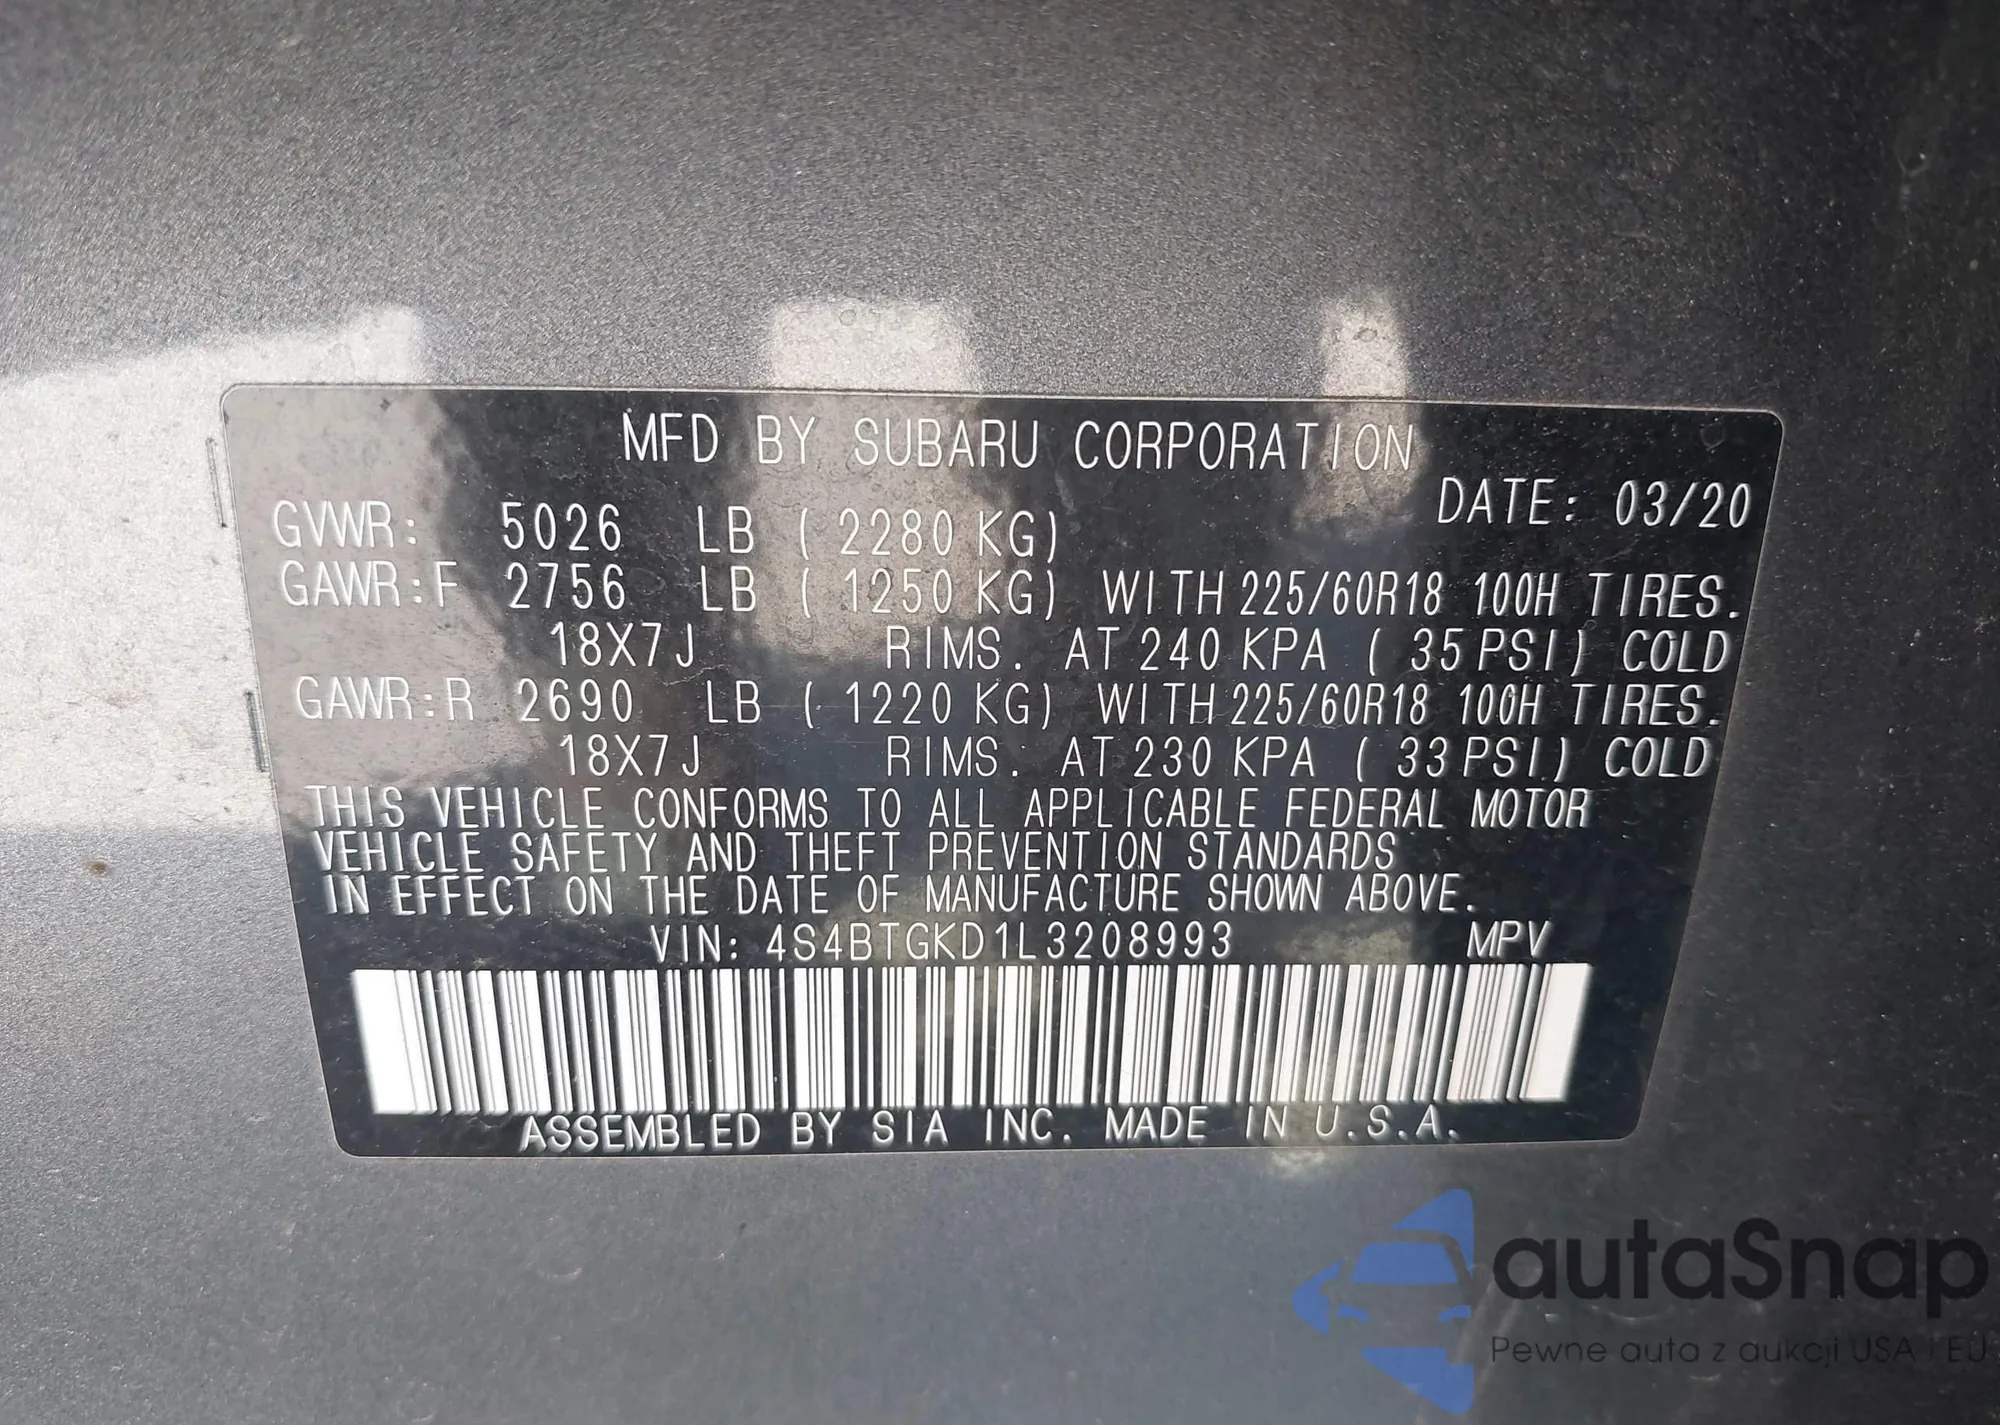 MFD BY SUBARU CORPORATION
DATE: 03/20
GVWR: 5026 LB ( 2280 KG)
GAWR:F 2756 LB ( 1250 KG) WITH 225/60R18 100H TIRES.
18X7J RIMS. AT 240 KPA ( 35 PSI) COLD
GAWR:R 2690 LB ( 1220 KG) WITH 225/60R18 100H TIRES.
18X7J RIMS. AT 230 KPA ( 33 PSI) COLD
THIS VEHICLE CONFORMS TO ALL APPLICABLE FEDERAL MOTOR
VEHICLE SAFETY AND THEFT PREVENTION STANDARDS
IN EFFECT ON THE DATE OF MANUFACTURE SHOWN ABOVE.
VIN: 4S4BTGKD1L3208993 MPV
ASSEMBLED BY SIA INC. MADE IN U.S.A.
autaSnap
Pewne auta z aukcji USA i EU